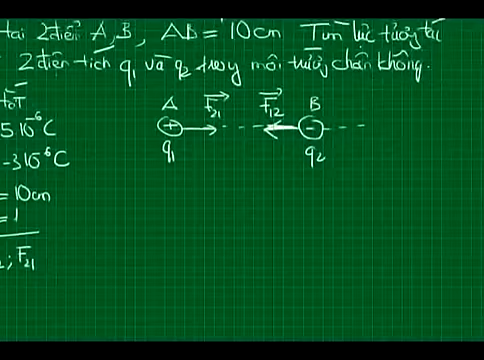 tại 2 điểm A, B, AB = 10cm Tìm lực tương tác
2 điện tích q₁ và q₂ trong môi trường chân không.
A F₂₁ F₁₂ B
5 10⁻⁶C + -
-3 10⁻⁶C q₁ q₂
= 10cm
= 1
; F₂₁